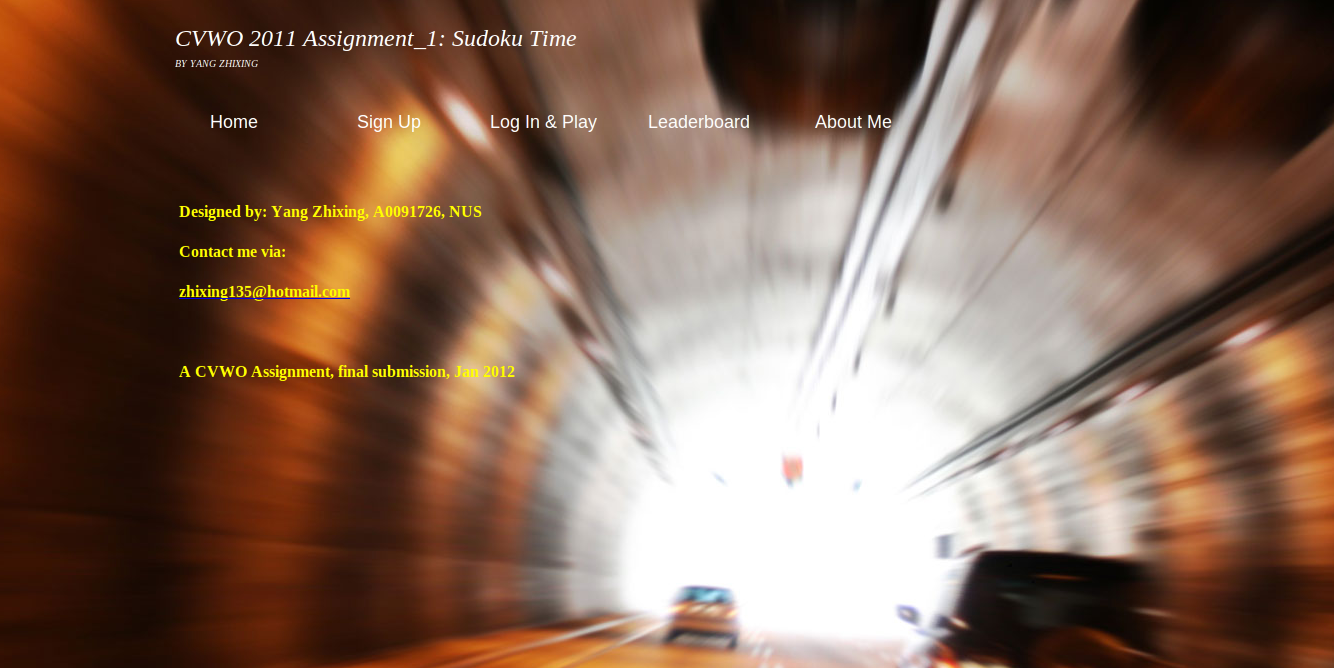 CVWO 2011 Assignment_1: Sudoku Time
BY YANG ZHIXING
Home Sign Up Log In & Play Leaderboard About Me
Designed by: Yang Zhixing, A0091726, NUS
Contact me via:
zhixing135@hotmail.com
A CVWO Assignment, final submission, Jan 2012